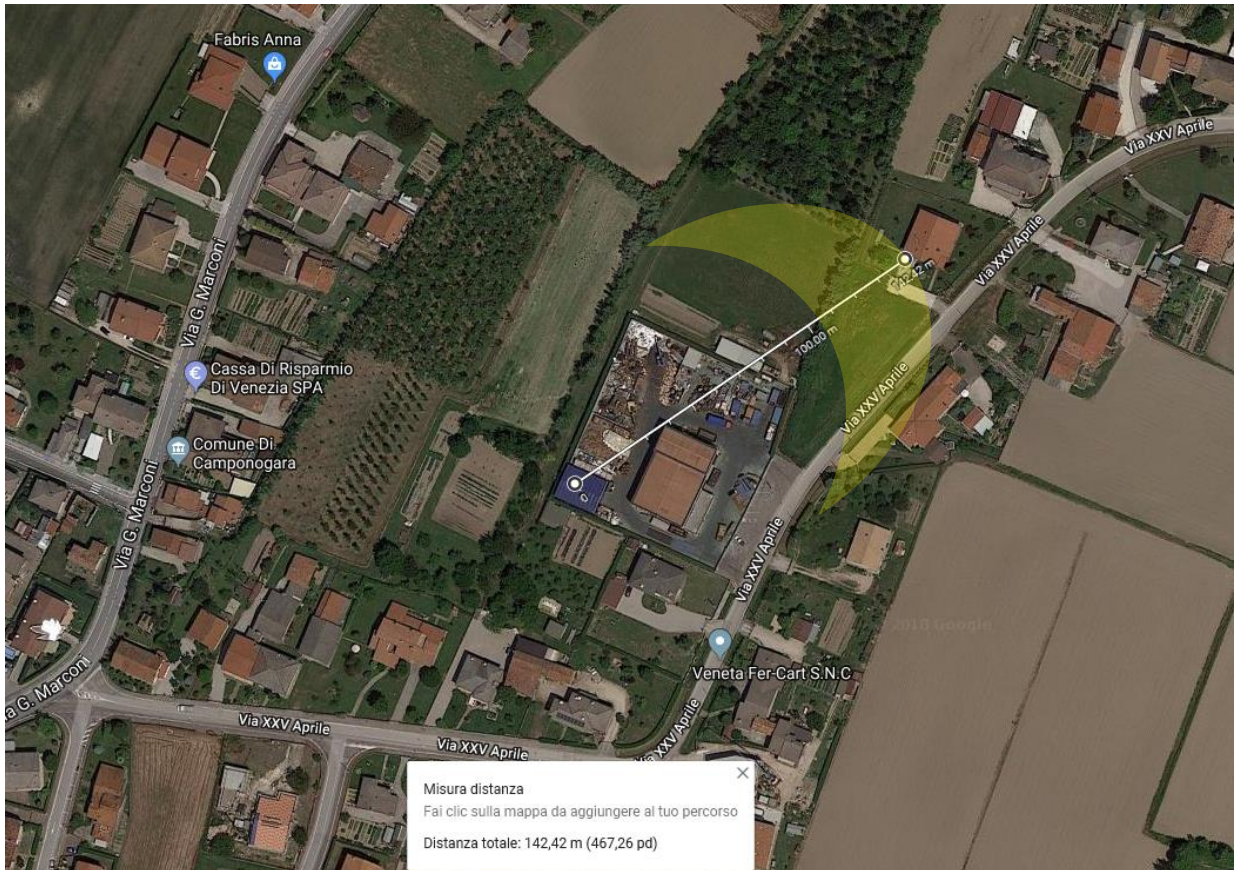 Fabris Anna
Via XXV Aprile
Via XXV Aprile
Via G. Marconi
142,42 m
100,00 m
Cassa Di Risparmio
Di Venezia SPA
Via XXV Aprile
Comune Di
Camponogara
Via G. Marconi
Via XXV Aprile
2018 Google
Veneta Fer-Cart S.N.C
ia G. Marconi
Via XXV Aprile
Via XXV Aprile
Via XXV Aprile
Misura distanza
Fai clic sulla mappa da aggiungere al tuo percorso
Distanza totale: 142,42 m (467,26 pd)